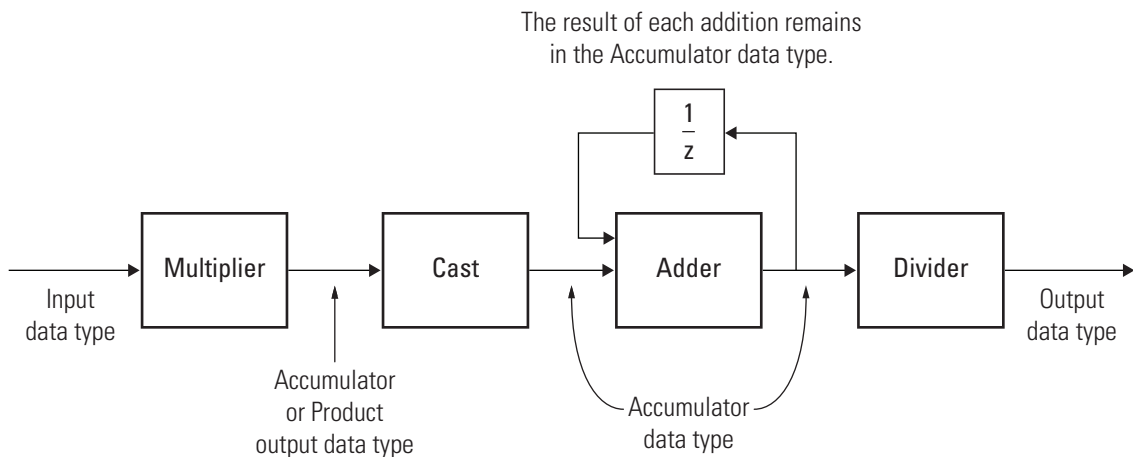 The result of each addition remains
in the Accumulator data type.
1
z
Multiplier
Cast
Adder
Divider
Input
data type
Accumulator
or Product
output data type
Accumulator
data type
Output
data type